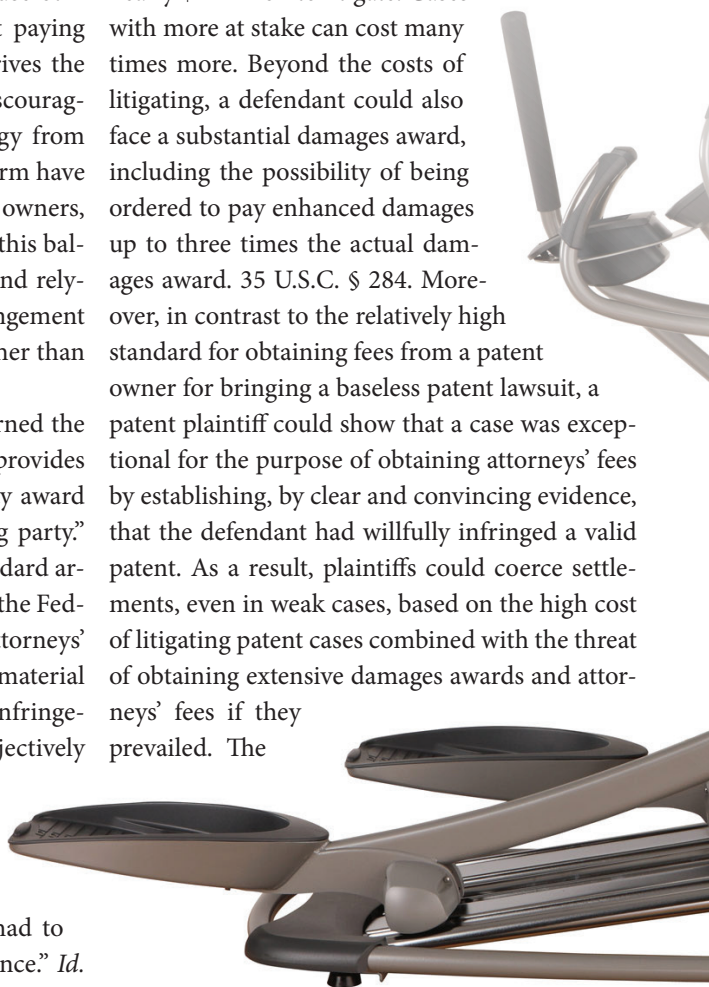 paying
ives the
scourag-
gy from
rm have
owners,
this bal-
nd rely-
ngement
her than
rned the
provides
y award
g party.”
dard ar-
the Fed-
ttorneys’
material
nfringe-
jectively
had to
nce.” Id.
with more at stake can cost many
times more. Beyond the costs of
litigating, a defendant could also
face a substantial damages award,
including the possibility of being
ordered to pay enhanced damages
up to three times the actual dam-
ages award. 35 U.S.C. § 284. More-
over, in contrast to the relatively high
standard for obtaining fees from a patent
owner for bringing a baseless patent lawsuit, a
patent plaintiff could show that a case was excep-
tional for the purpose of obtaining attorneys’ fees
by establishing, by clear and convincing evidence,
that the defendant had willfully infringed a valid
patent. As a result, plaintiffs could coerce settle-
ments, even in weak cases, based on the high cost
of litigating patent cases combined with the threat
of obtaining extensive damages awards and attor-
neys’ fees if they
prevailed. The